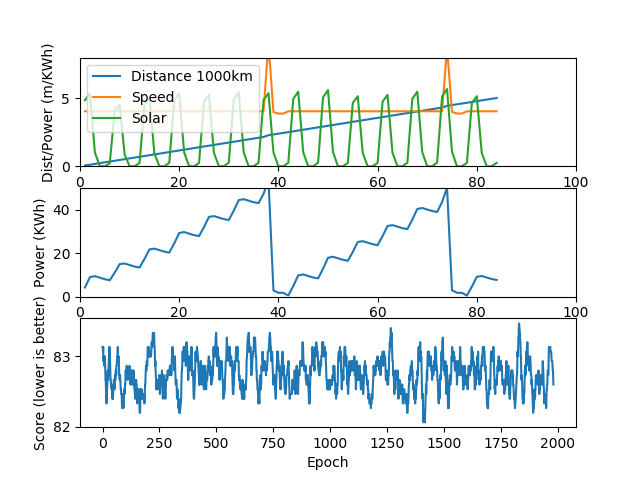 Dist/Power (m/KWh)
5
0
Distance 1000km
Speed
Solar
0 20 40 60 80 100
Power (KWh)
40
20
0
0 20 40 60 80 100
Score (lower is better)
83
82
0 250 500 750 1000 1250 1500 1750 2000
Epoch